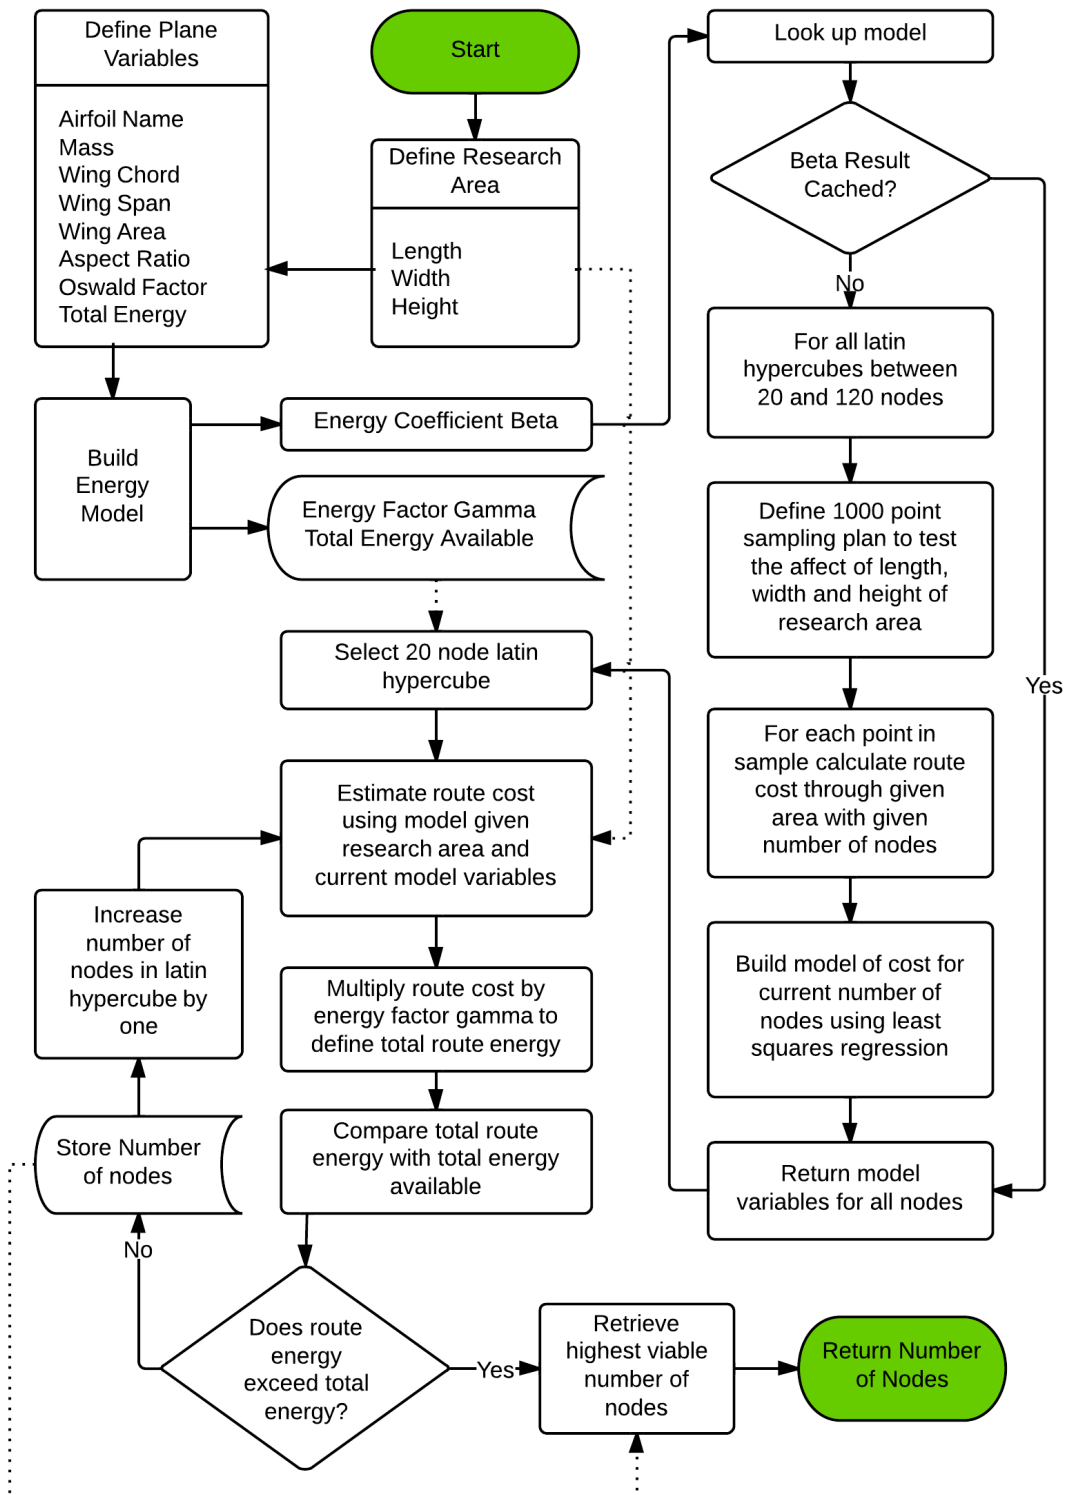 Start
Define Research
Area
Length
Width
Height
Define Plane
Variables
Airfoil Name
Mass
Wing Chord
Wing Span
Wing Area
Aspect Ratio
Oswald Factor
Total Energy
Build
Energy
Model
Energy Coefficient Beta
Energy Factor Gamma
Total Energy Available
Look up model
Beta Result
Cached?
No
Yes
For all latin
hypercubes between
20 and 120 nodes
Define 1000 point
sampling plan to test
the affect of length,
width and height of
research area
For each point in
sample calculate route
cost through given
area with given
number of nodes
Build model of cost for
current number of
nodes using least
squares regression
Return model
variables for all nodes
Select 20 node latin
hypercube
Estimate route cost
using model given
research area and
current model variables
Multiply route cost by
energy factor gamma to
define total route energy
Compare total route
energy with total energy
available
Does route
energy
exceed total
energy?
No
Store Number
of nodes
Increase
number of
nodes in latin
hypercube by
one
Yes
Retrieve
highest viable
number of
nodes
Return Number
of Nodes